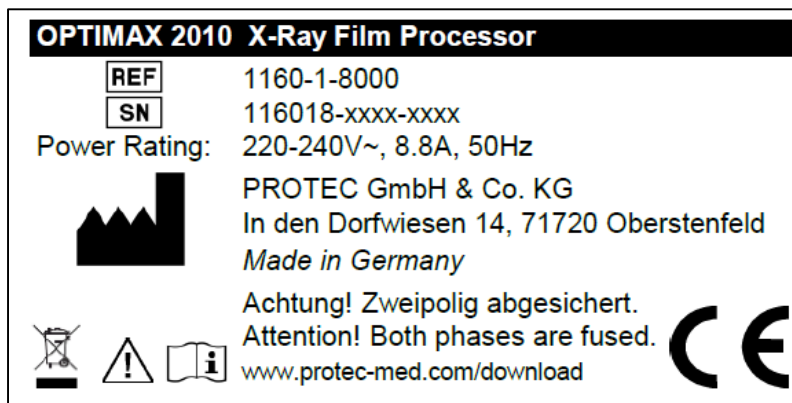 OPTIMAX 2010 X-Ray Film Processor
REF 1160-1-8000
SN 116018-xxxx-xxxx
Power Rating: 220-240V~, 8.8A, 50Hz
PROTEC GmbH & Co. KG
In den Dorfwiesen 14, 71720 Oberstenfeld
Made in Germany
Achtung! Zweipolig abgesichert.
Attention! Both phases are fused.
www.protec-med.com/download
CE